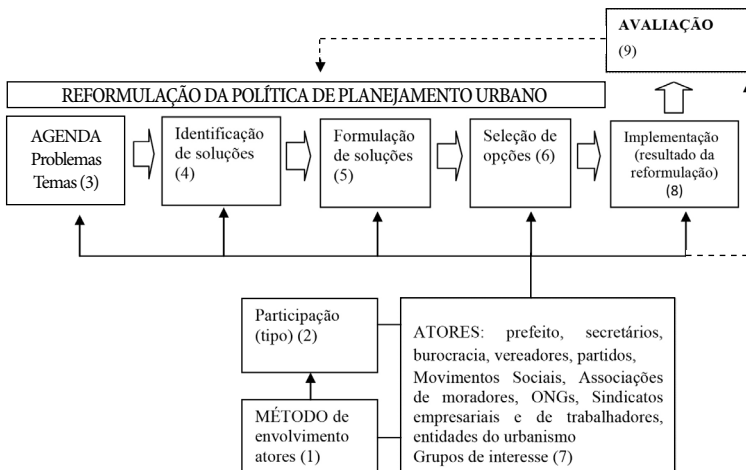 AVALIAÇÃO
(9)
REFORMULAÇÃO DA POLÍTICA DE PLANEJAMENTO URBANO
AGENDA
Problemas
Temas (3)
Identificação
de soluções
(4)
Formulação
de soluções
(5)
Seleção de
opções (6)
Implementação
(resultado da
reformulação)
(8)
Participação
(tipo) (2)
MÉTODO de
envolvimento
atores (1)
ATORES: prefeito, secretários,
burocracia, vereadores, partidos,
Movimentos Sociais, Associações
de moradores, ONGs, Sindicatos
empresariais e de trabalhadores,
entidades do urbanismo
Grupos de interesse (7)